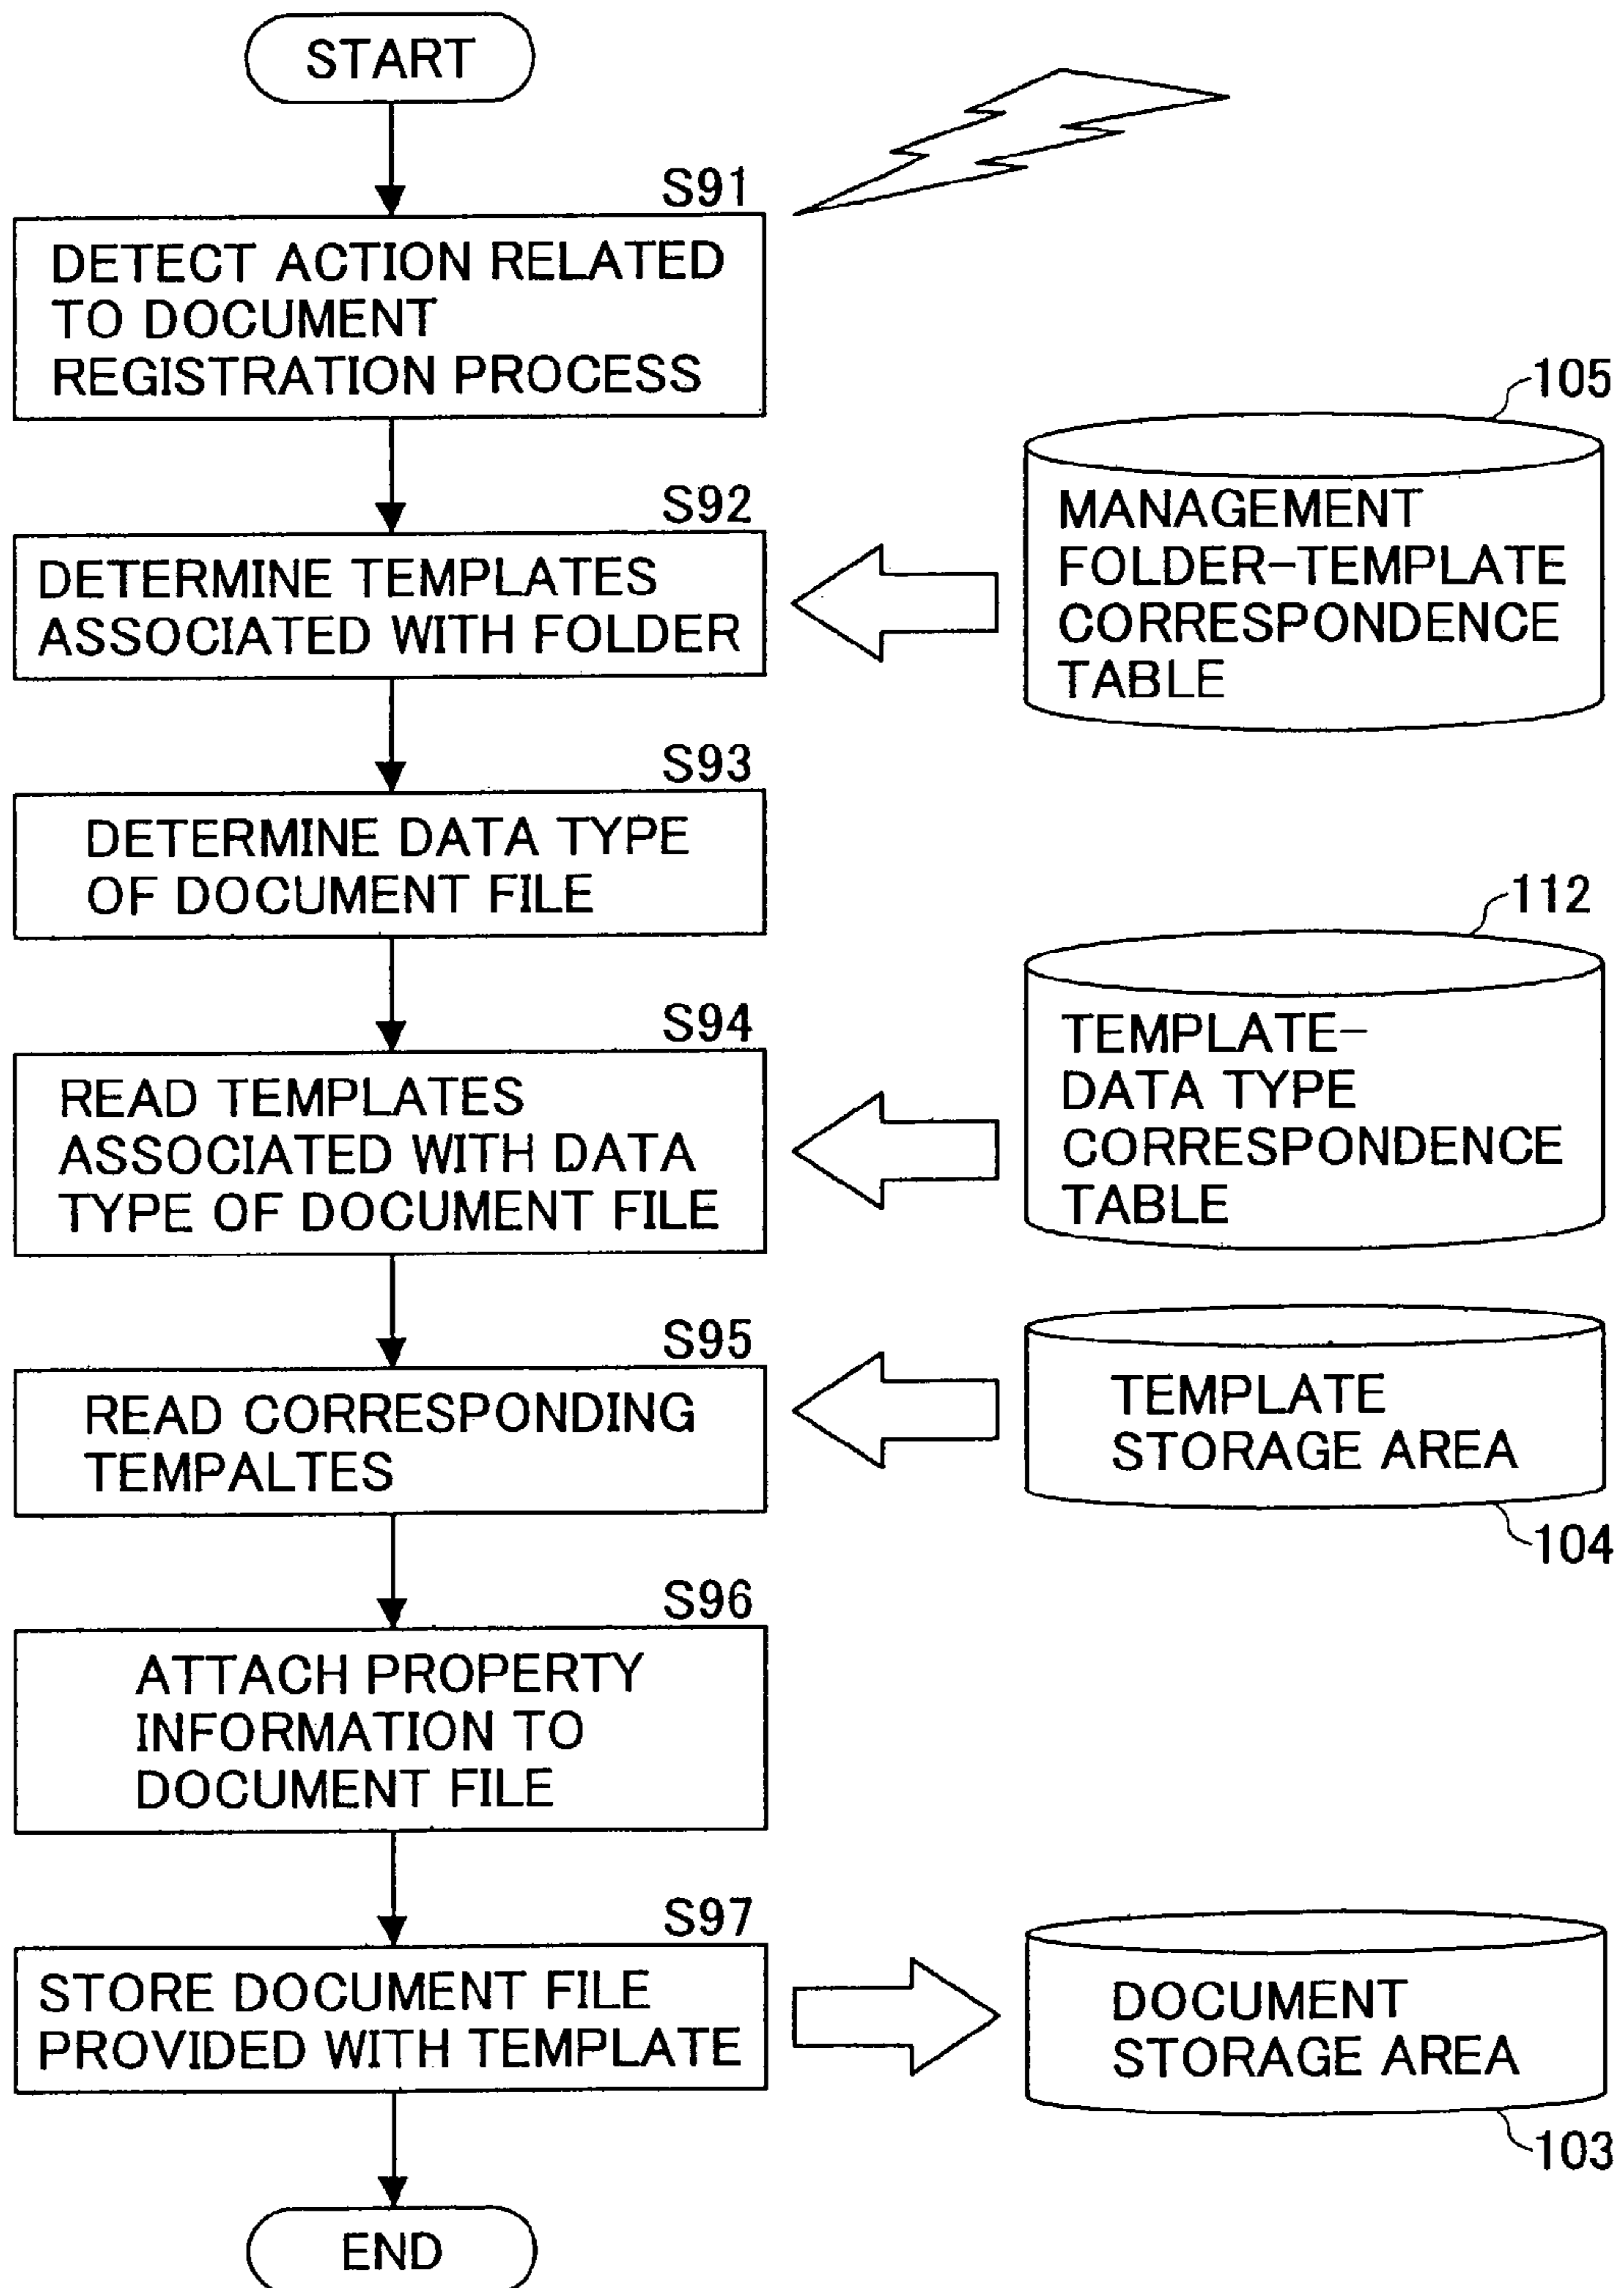 START
S91
DETECT ACTION RELATED
TO DOCUMENT
REGISTRATION PROCESS
S92
DETERMINE TEMPLATES
ASSOCIATED WITH FOLDER
105
MANAGEMENT
FOLDER-TEMPLATE
CORRESPONDENCE
TABLE
S93
DETERMINE DATA TYPE
OF DOCUMENT FILE
S94
READ TEMPLATES
ASSOCIATED WITH DATA
TYPE OF DOCUMENT FILE
112
TEMPLATE-
DATA TYPE
CORRESPONDENCE
TABLE
S95
READ CORRESPONDING
TEMPALTES
TEMPLATE
STORAGE AREA
104
S96
ATTACH PROPERTY
INFORMATION TO
DOCUMENT FILE
S97
STORE DOCUMENT FILE
PROVIDED WITH TEMPLATE
DOCUMENT
STORAGE AREA
103
END